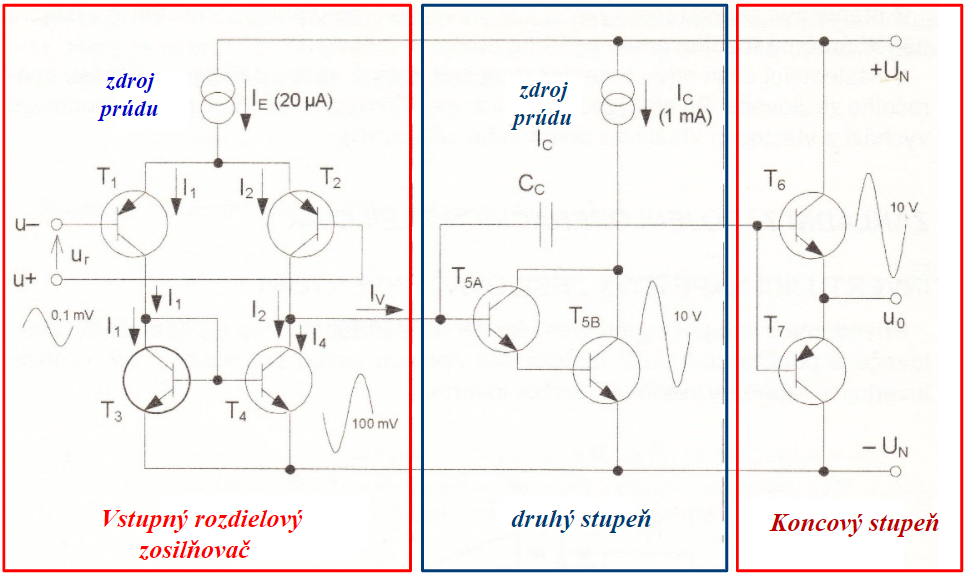 zdroj
prúdu
I_E (20 µA)
T_1
I_1
I_2
T_2
u–
u_r
u+
0,1 mV
I_1
I_1
I_2
I_4
I_V
T_3
T_4
100 mV
Vstupný rozdielový
zosilňovač
zdroj
prúdu
I_C
I_C
(1 mA)
C_C
T_5A
T_5B
10 V
druhý stupeň
+U_N
T_6
10 V
u_0
T_7
– U_N
Koncový stupeň